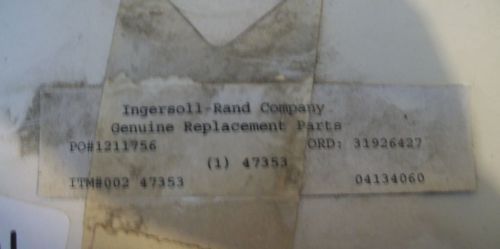 Ingersoll-Rand Company
Genuine Replacement Parts
PO#1211756 ORD: 31926427
(1) 47353
ITM#002 47353 04134060